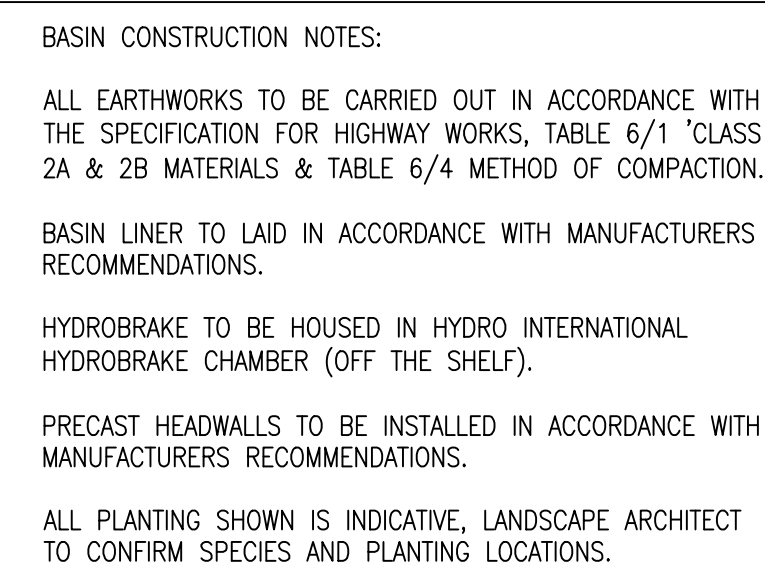 BASIN CONSTRUCTION NOTES:
ALL EARTHWORKS TO BE CARRIED OUT IN ACCORDANCE WITH
THE SPECIFICATION FOR HIGHWAY WORKS, TABLE 6/1 'CLASS
2A & 2B MATERIALS & TABLE 6/4 METHOD OF COMPACTION.
BASIN LINER TO LAID IN ACCORDANCE WITH MANUFACTURERS
RECOMMENDATIONS.
HYDROBRAKE TO BE HOUSED IN HYDRO INTERNATIONAL
HYDROBRAKE CHAMBER (OFF THE SHELF).
PRECAST HEADWALLS TO BE INSTALLED IN ACCORDANCE WITH
MANUFACTURERS RECOMMENDATIONS.
ALL PLANTING SHOWN IS INDICATIVE, LANDSCAPE ARCHITECT
TO CONFIRM SPECIES AND PLANTING LOCATIONS.